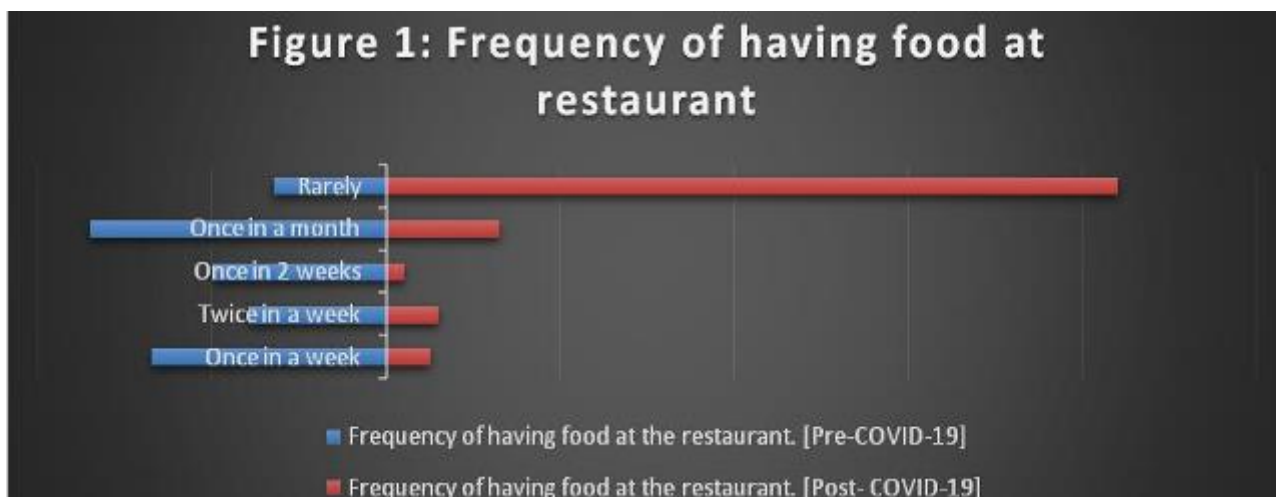 Figure 1: Frequency of having food at
restaurant
Rarely
Once in a month
Once in 2 weeks
Twice in a week
Once in a week
Frequency of having food at the restaurant. [Pre-COVID-19]
Frequency of having food at the restaurant. [Post- COVID-19]